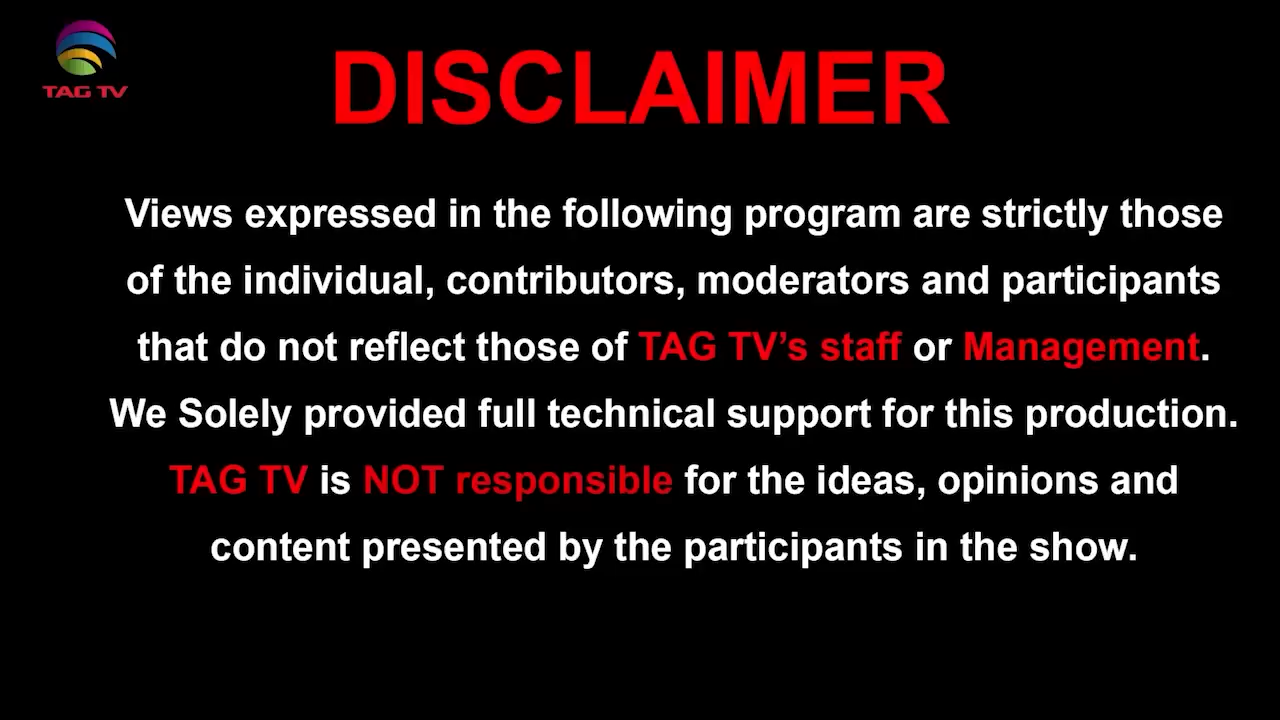 TAG TV
DISCLAIMER
Views expressed in the following program are strictly those
of the individual, contributors, moderators and participants
that do not reflect those of TAG TV’s staff or Management.
We Solely provided full technical support for this production.
TAG TV is NOT responsible for the ideas, opinions and
content presented by the participants in the show.